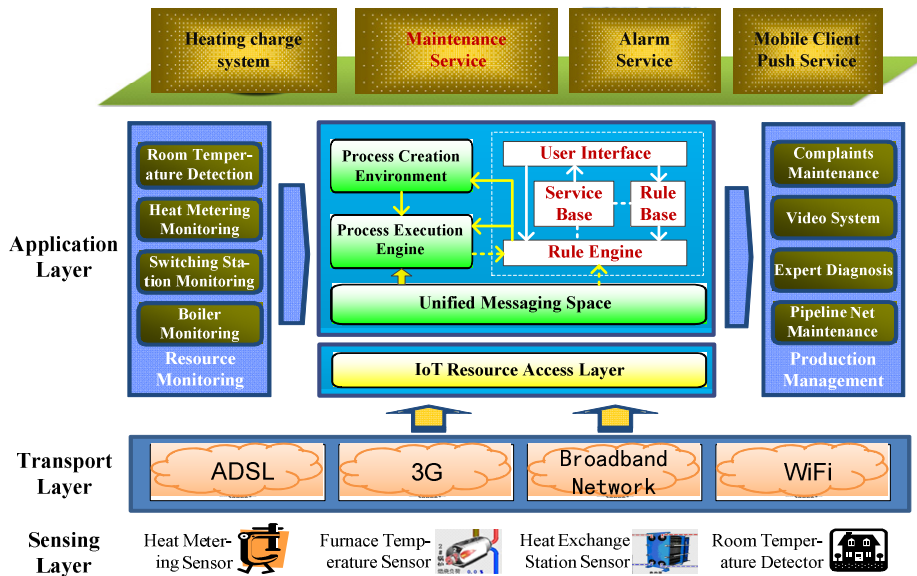 Heating charge
system
Maintenance
Service
Alarm
Service
Mobile Client
Push Service
Application
Layer
Room Temper-
ature Detection
Heat Metering
Monitoring
Switching Sta-
tion Monitoring
Boiler
Monitoring
Resource
Monitoring
Process Creation
Environment
Process Execution
Engine
User Interface
Service
Base
Rule
Base
Rule Engine
Unified Messaging Space
IoT Resource Access Layer
Complaints
Maintenance
Video System
Expert Diagnosis
Pipeline Net
Maintenance
Production
Management
Transport
Layer
ADSL
3G
Broadband
Network
WiFi
Sensing
Layer
Heat Meter-
ing Sensor
Furnace Temp-
erature Sensor
Heat Exchange
Station Sensor
Room Temper-
ature Detector